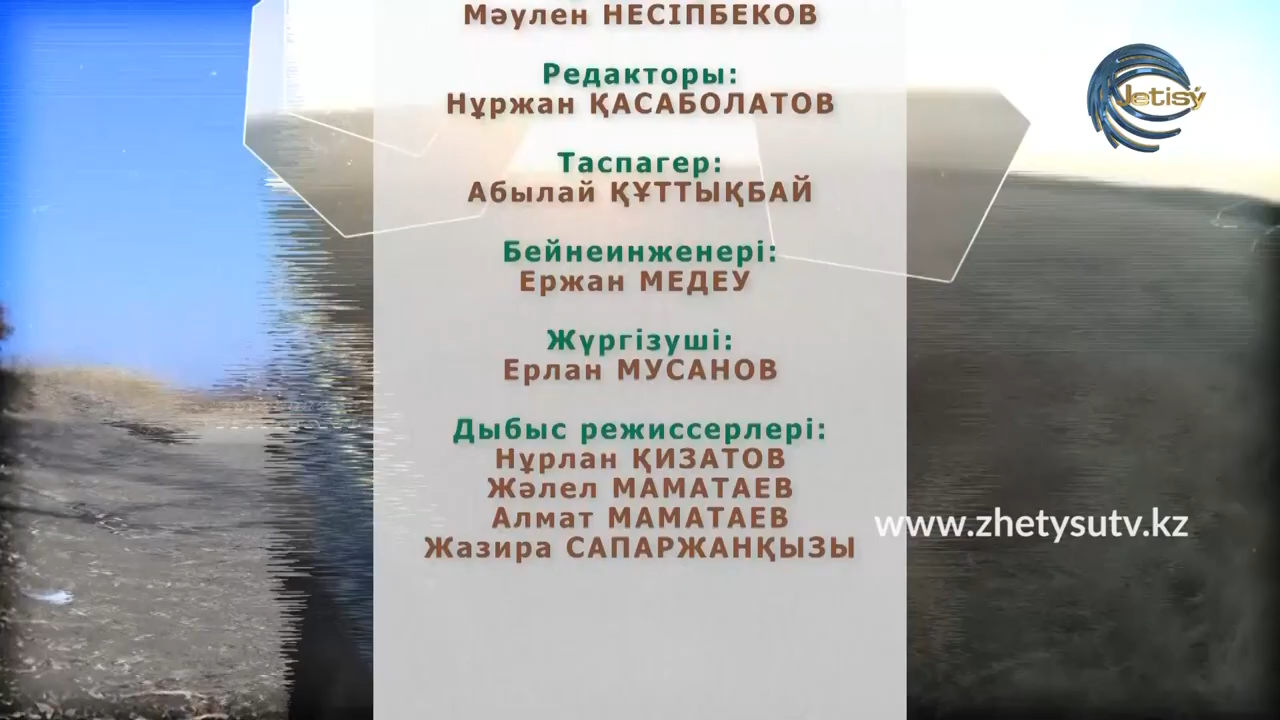 Мәулен НЕСІПБЕКОВ
Редакторы:
Нұржан ҚАСАБОЛАТОВ
Jetisý
Таспагер:
Абылай ҚҰТТЫҚБАЙ
Бейнеинженері:
Ержан МЕДЕУ
Жүргізуші:
Ерлан МУСАНОВ
Дыбыс режиссерлері:
Нұрлан ҚИЗАТОВ
Жәлел МАМАТАЕВ
Алмат МАМАТАЕВ
Жазира САПАРЖАНҚЫЗЫ
www.zhetysutv.kz